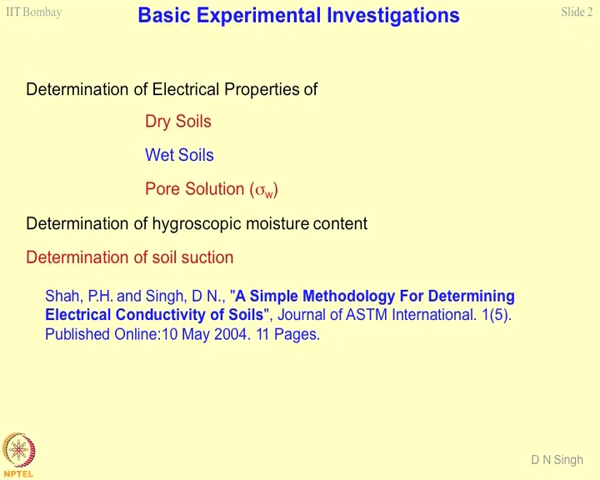 IIT Bombay
Basic Experimental Investigations
Slide 2
Determination of Electrical Properties of
Dry Soils
Wet Soils
Pore Solution (σw)
Determination of hygroscopic moisture content
Determination of soil suction
Shah, P.H. and Singh, D N., "A Simple Methodology For Determining
Electrical Conductivity of Soils", Journal of ASTM International. 1(5).
Published Online:10 May 2004. 11 Pages.
NPTEL
D N Singh